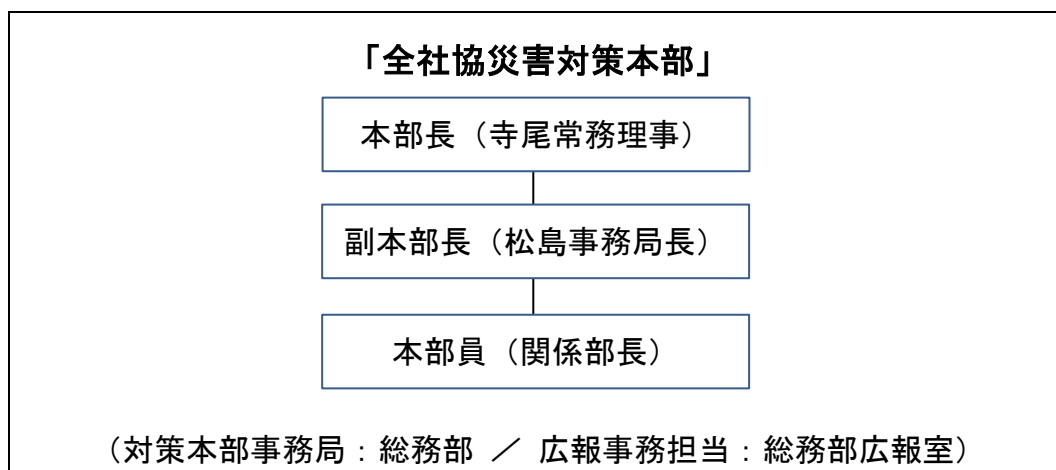 「全社協災害対策本部」
本部長（寺尾常務理事）
副本部長（松島事務局長）
本部員（関係部長）
（対策本部事務局：総務部 ／ 広報事務担当：総務部広報室）